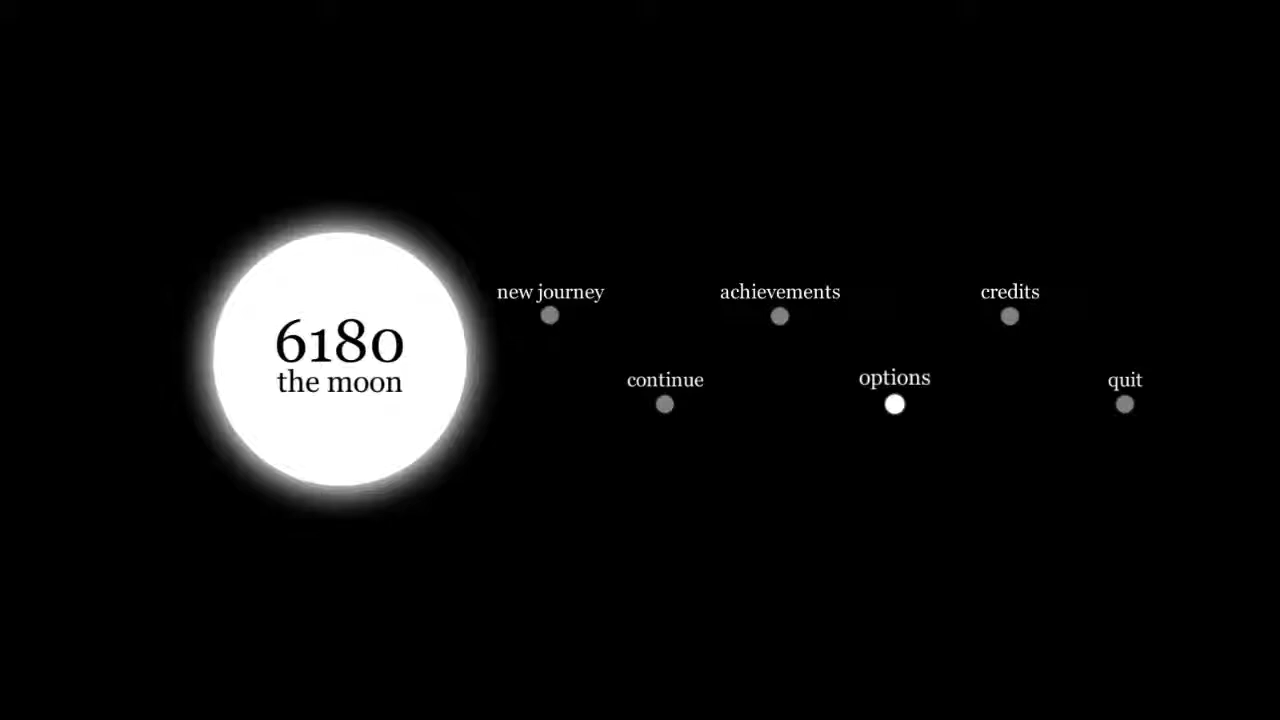 6180
the moon
new journey
achievements
credits
continue
options
quit